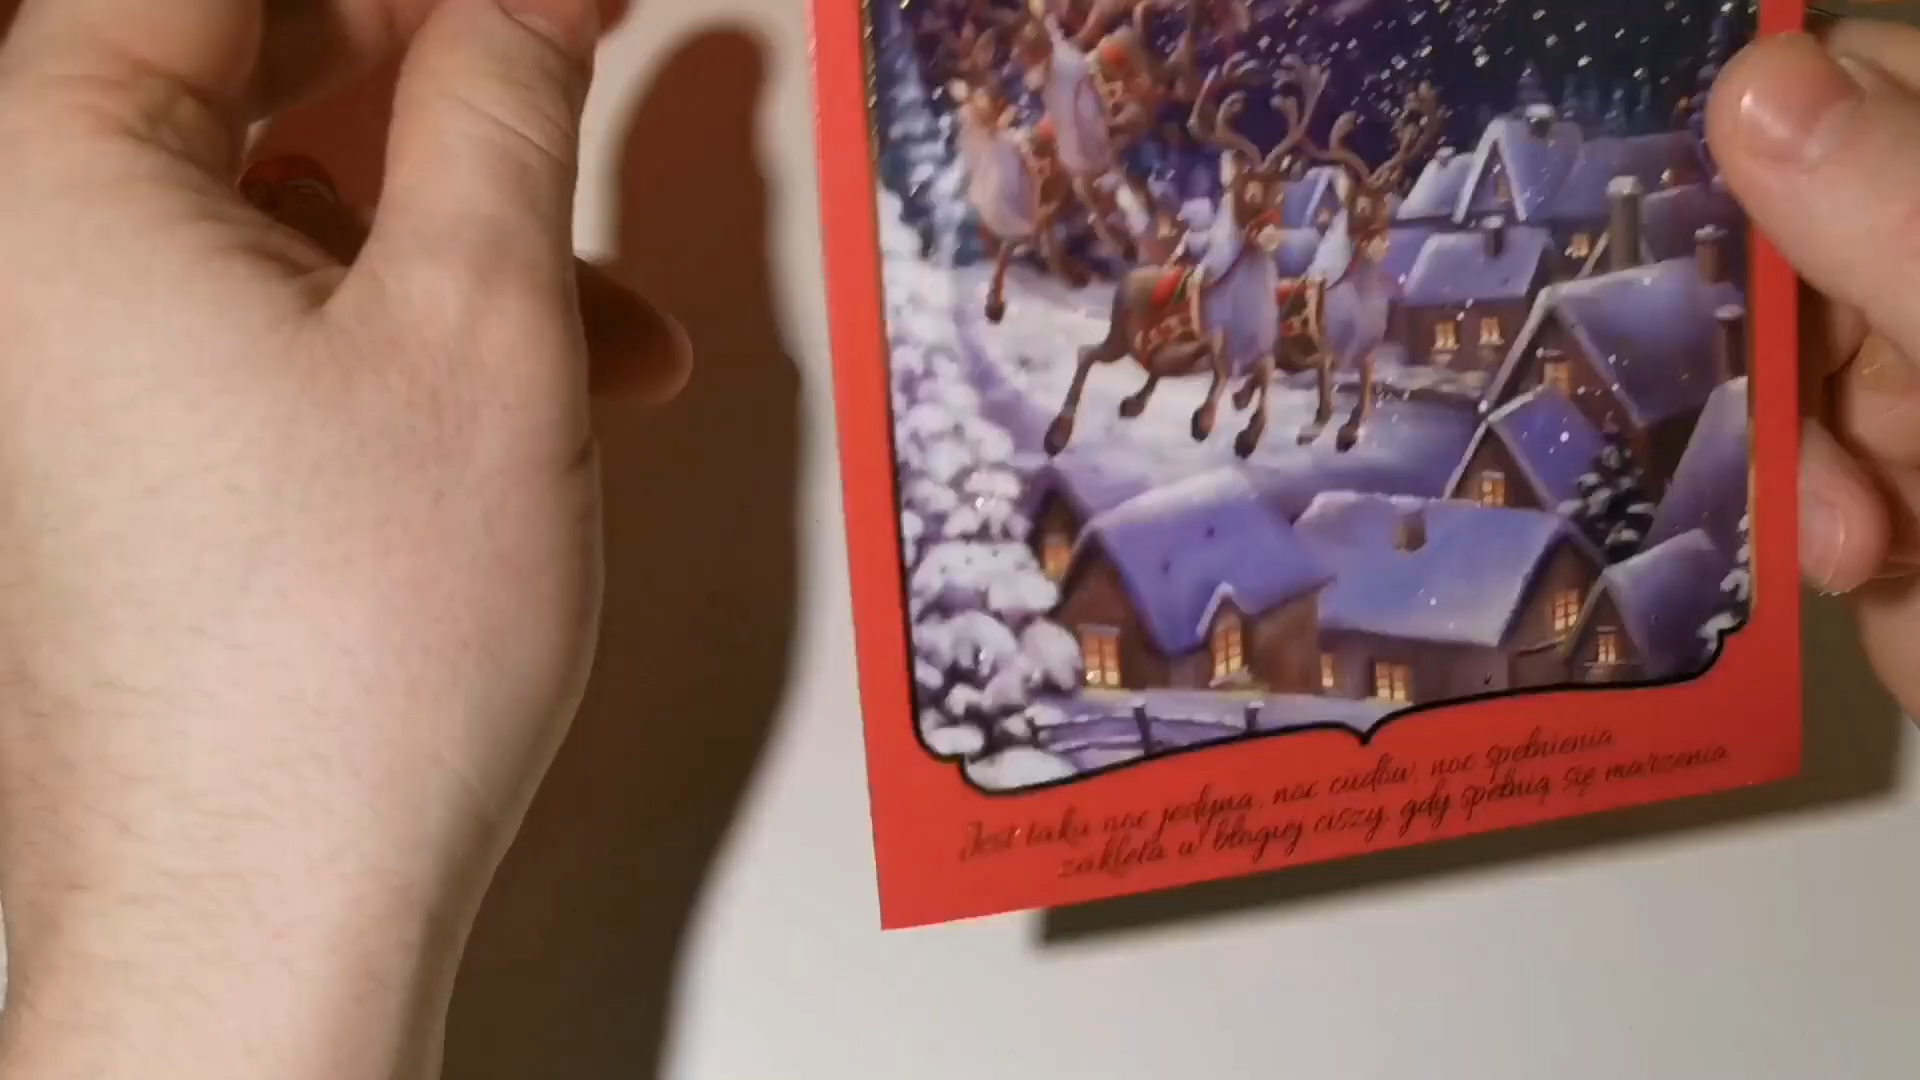 Jest taka noc jedyna, noc cudów, noc spełnienia
zaklęta w błogiej ciszy, gdy spełnią się marzenia